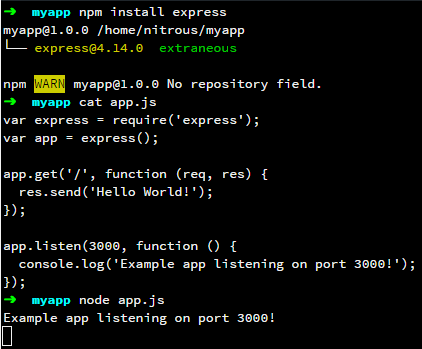 ➜  myapp npm install express
myapp@1.0.0 /home/nitrous/myapp
└── express@4.14.0  extraneous

npm WARN myapp@1.0.0 No repository field.
➜  myapp cat app.js
var express = require('express');
var app = express();

app.get('/', function (req, res) {
  res.send('Hello World!');
});

app.listen(3000, function () {
  console.log('Example app listening on port 3000!');
});
➜  myapp node app.js
Example app listening on port 3000!